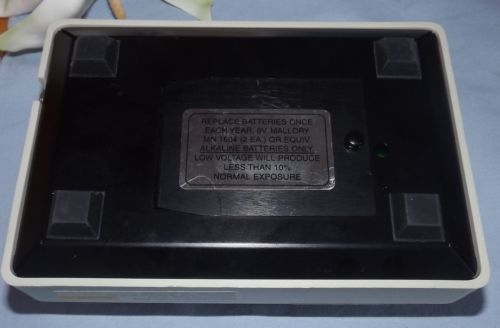 REPLACE BATTERIES ONCE
EACH YEAR, 9V. MALLORY
MN 1604 (2 EA.) OR EQUIV.
ALKALINE BATTERIES ONLY.
LOW VOLTAGE WILL PRODUCE
LESS THAN 10%
NORMAL EXPOSURE